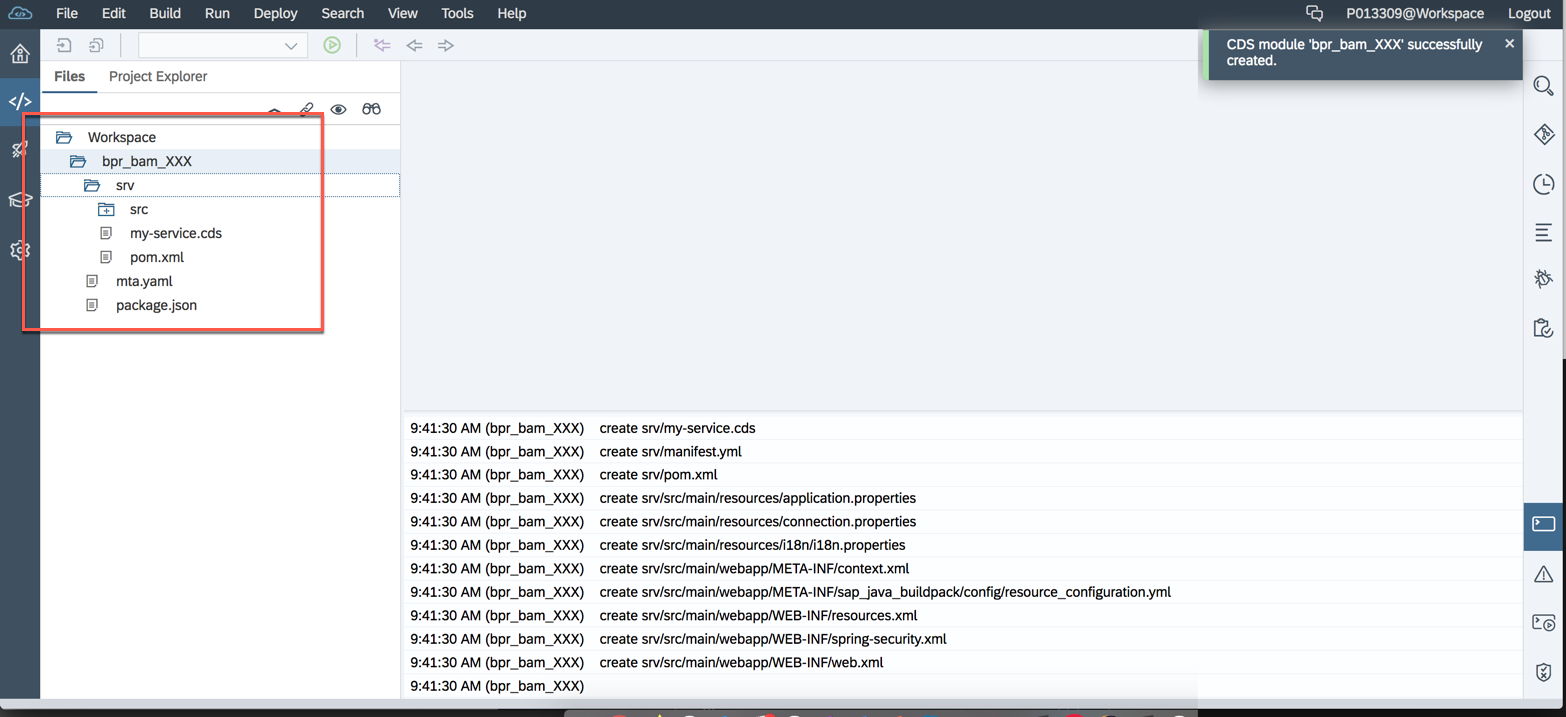 File Edit Build Run Deploy Search View Tools Help P013309@Workspace Logout
CDS module 'bpr_bam_XXX' successfully
created.
Files Project Explorer
Workspace
bpr_bam_XXX
srv
src
my-service.cds
pom.xml
mta.yaml
package.json
9:41:30 AM (bpr_bam_XXX) create srv/my-service.cds
9:41:30 AM (bpr_bam_XXX) create srv/manifest.yml
9:41:30 AM (bpr_bam_XXX) create srv/pom.xml
9:41:30 AM (bpr_bam_XXX) create srv/src/main/resources/application.properties
9:41:30 AM (bpr_bam_XXX) create srv/src/main/resources/connection.properties
9:41:30 AM (bpr_bam_XXX) create srv/src/main/resources/i18n/i18n.properties
9:41:30 AM (bpr_bam_XXX) create srv/src/main/webapp/META-INF/context.xml
9:41:30 AM (bpr_bam_XXX) create srv/src/main/webapp/META-INF/sap_java_buildpack/config/resource_configuration.yml
9:41:30 AM (bpr_bam_XXX) create srv/src/main/webapp/WEB-INF/resources.xml
9:41:30 AM (bpr_bam_XXX) create srv/src/main/webapp/WEB-INF/spring-security.xml
9:41:30 AM (bpr_bam_XXX) create srv/src/main/webapp/WEB-INF/web.xml
9:41:30 AM (bpr_bam_XXX)